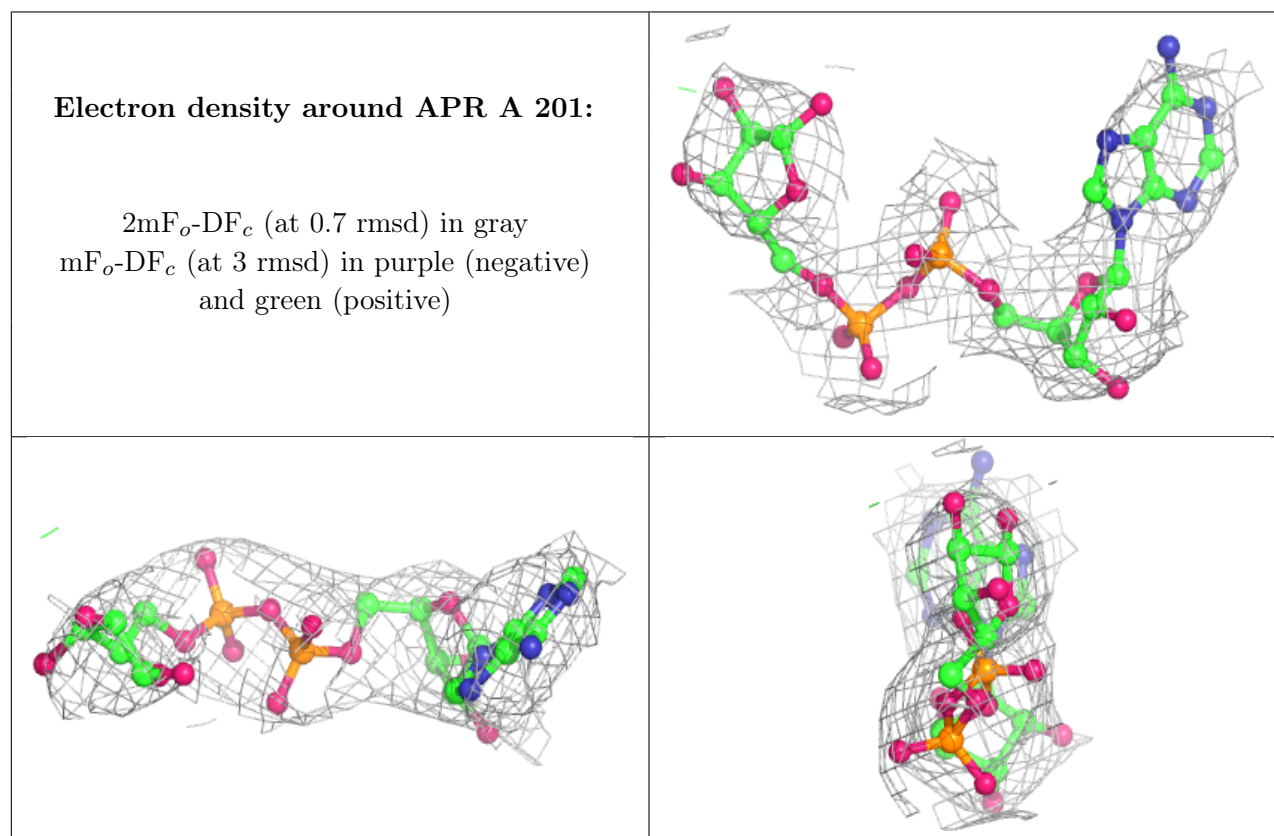 Electron density around APR A 201:
2mFₒ-DF𝒸 (at 0.7 rmsd) in gray
mFₒ-DF𝒸 (at 3 rmsd) in purple (negative)
and green (positive)